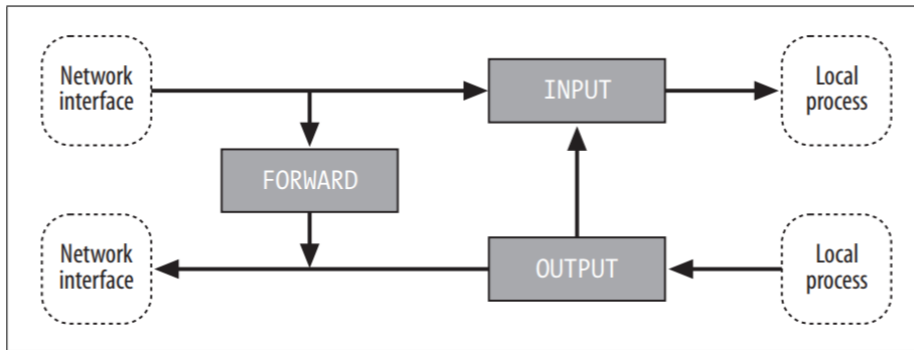 Network
interface
INPUT
Local
process
FORWARD
Network
interface
OUTPUT
Local
process